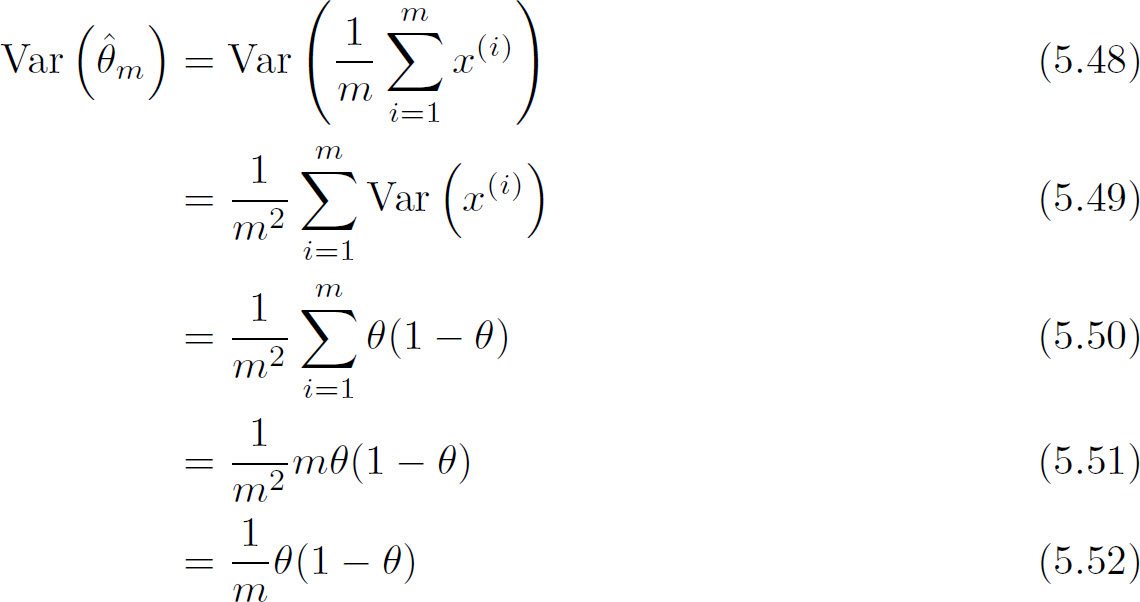 Var(θ̂_m) = Var(1/m ∑_{i=1}^{m} x^{(i)}) (5.48)
= 1/m² ∑_{i=1}^{m} Var(x^{(i)}) (5.49)
= 1/m² ∑_{i=1}^{m} θ(1 − θ) (5.50)
= 1/m² mθ(1 − θ) (5.51)
= 1/m θ(1 − θ) (5.52)